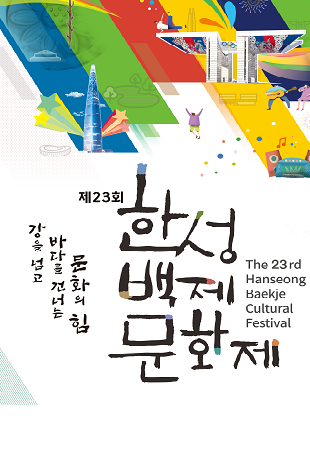 제23회
한성
백제
문화제
The 23rd
Hanseong
Baekje
Cultural
Festival
강을 넘고
바다를 건너는
문화의 힘